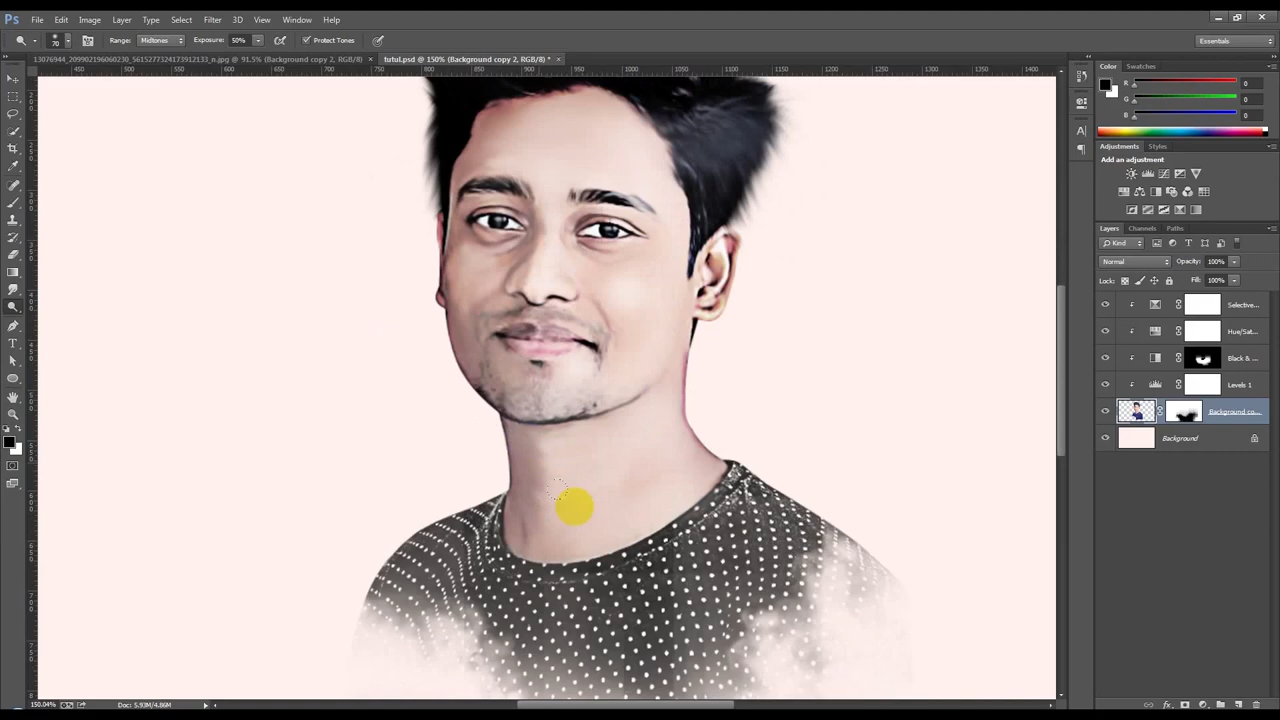 Ps File Edit Image Layer Type Select Filter 3D View Window Help
70 Range: Midtones Exposure: 50% Protect Tones Essentials
13076944_209902196060230_5615277324173912133_n.jpg @ 91.5% (Background copy 2, RGB/8) × tutul.psd @ 150% (Background copy 2, RGB/8) * ×
450 500 550 600 650 700 750 800 850 900 950 1000 1050 1100 1150 1200 1250 1300 1350 1400
Color Swatches
R 0
G 0
B 0
Adjustments Styles
Add an adjustment
Layers Channels Paths
Kind
Normal Opacity: 100%
Lock: Fill: 100%
Selective...
Hue/Sat...
Black & ...
Levels 1
Background co...
Background
150.04% Doc: 5.93M/4.86M